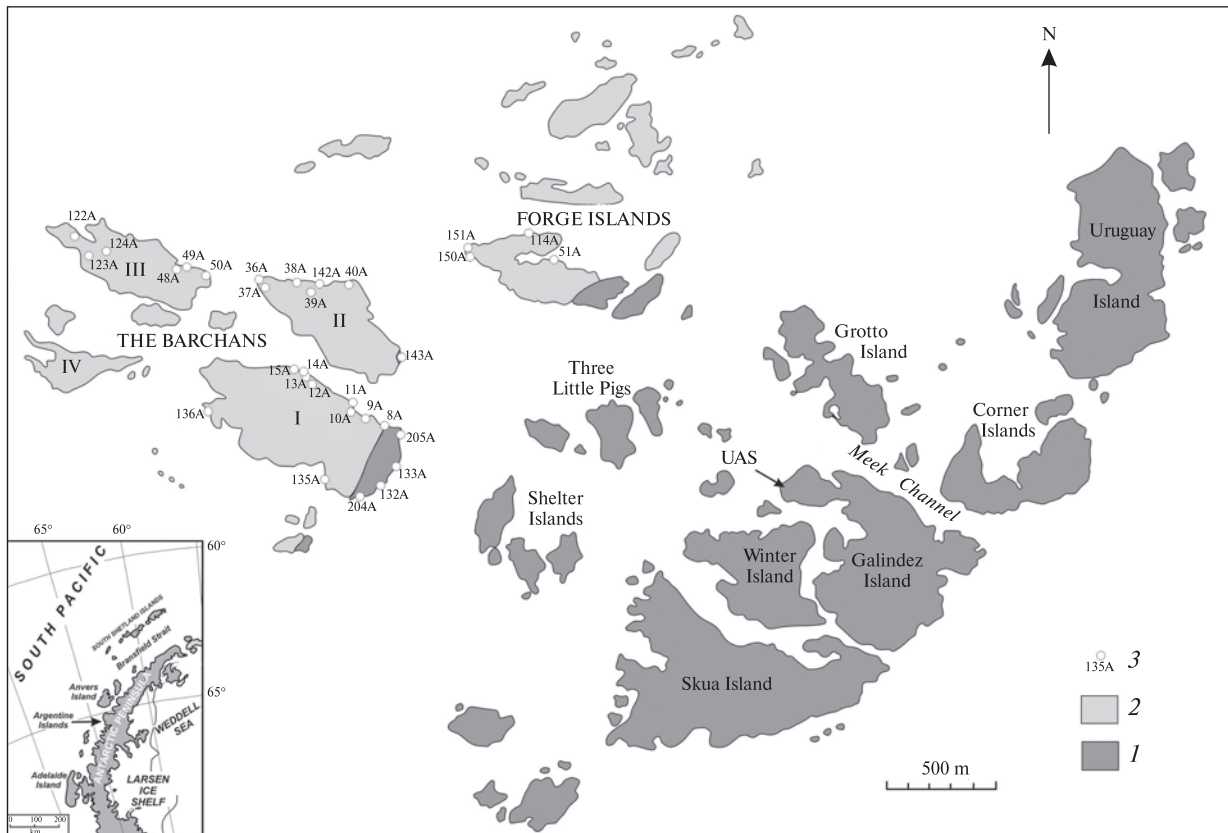 N
Uruguay
Island
FORGE ISLANDS
114A
151A
150A
51A
122A
124A
123A
III
48A
49A
50A
36A
38A
142A
40A
37A
39A
II
THE BARCHANS
IV
143A
15A
14A
13A
12A
11A
10A
9A
8A
136A
I
205A
135A
133A
132A
204A
Grotto
Island
Three
Little Pigs
Corner
Islands
Meek Channel
UAS
Shelter
Islands
Winter
Island
Galindez
Island
Skua Island
135A
3
2
1
500 m
65°
60°
60°
65°
SOUTH PACIFIC
SOUTH SHETLAND ISLANDS
Bransfield Strait
Anvers
Island
Argentine
Islands
ANTARCTIC PENINSULA
WEDDELL
SEA
Adelaide
Island
LARSEN
ICE
SHELF
0 100 200
km